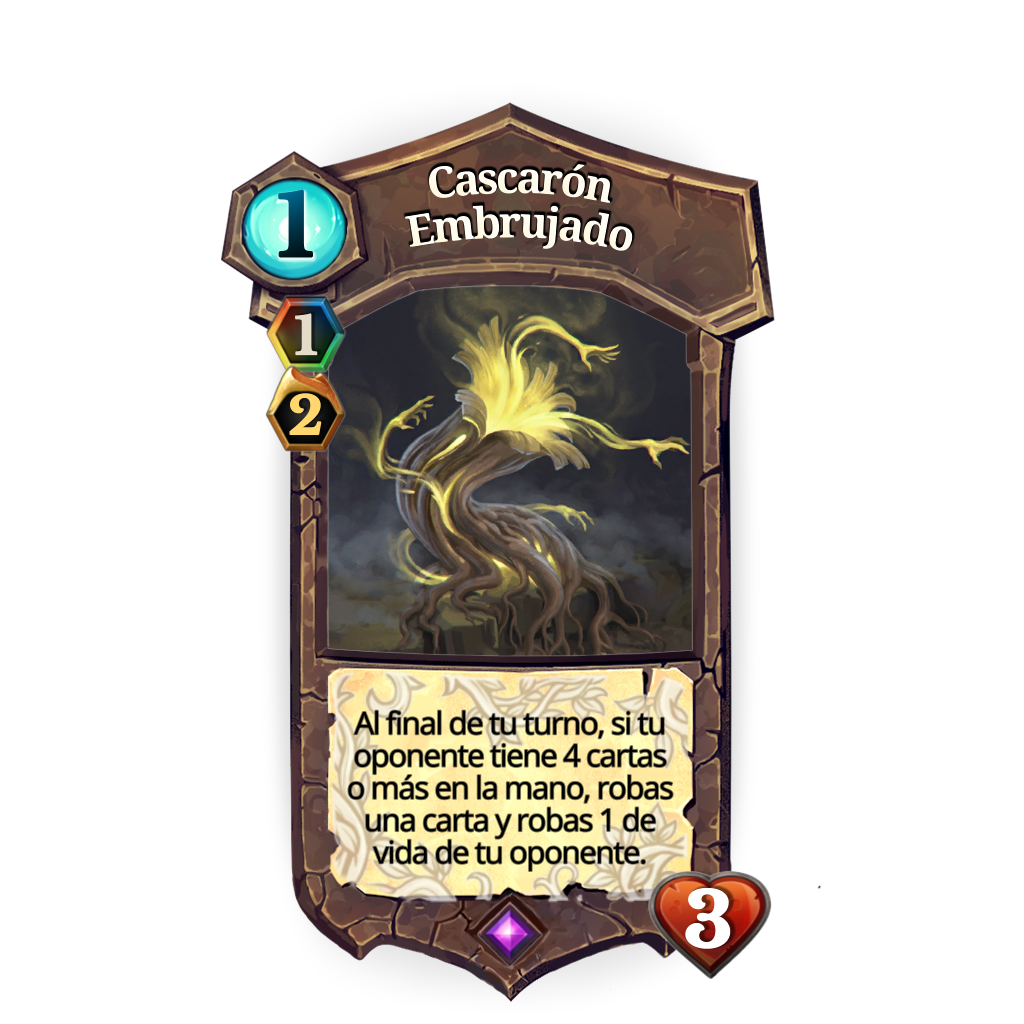 Cascarón
Embrujado
1
1
2
Al final de tu turno, si tu
oponente tiene 4 cartas
o más en la mano, robas
una carta y robas 1 de
vida de tu oponente.
3